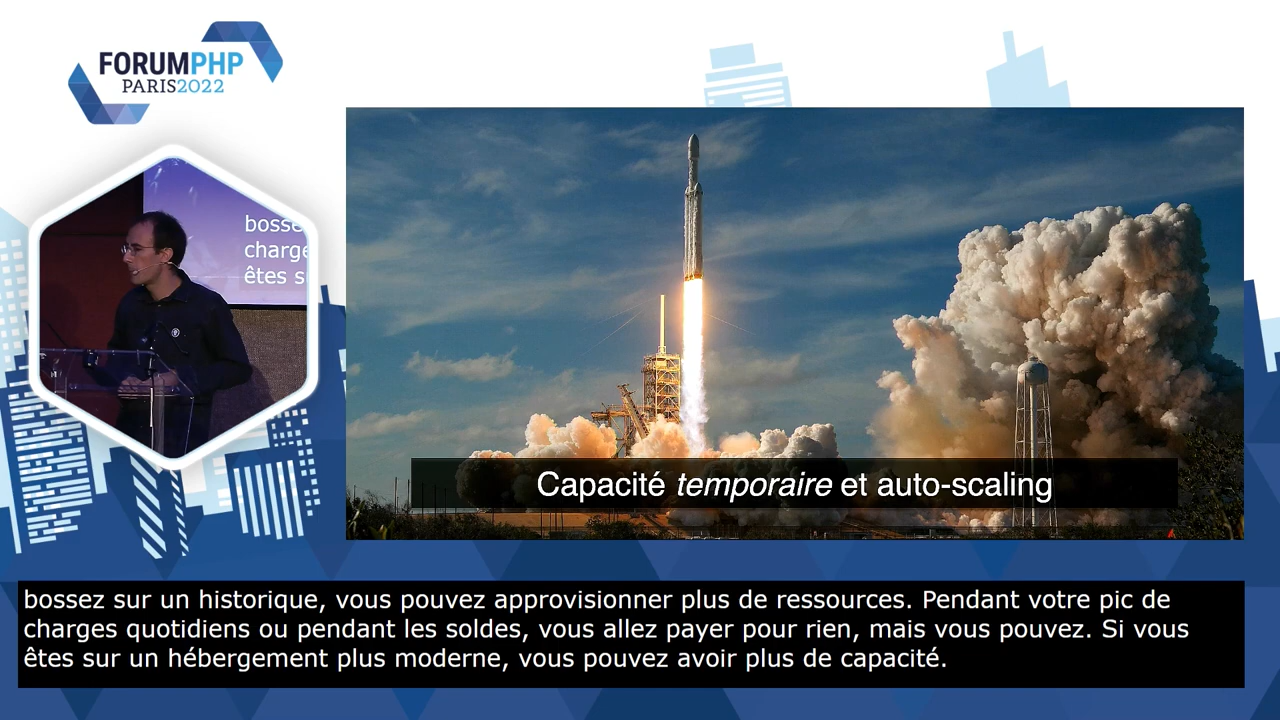 FORUMPHP
PARIS2022
bosse
charge
êtes s
Capacité temporaire et auto-scaling
bossez sur un historique, vous pouvez approvisionner plus de ressources. Pendant votre pic de
charges quotidiens ou pendant les soldes, vous allez payer pour rien, mais vous pouvez. Si vous
êtes sur un hébergement plus moderne, vous pouvez avoir plus de capacité.